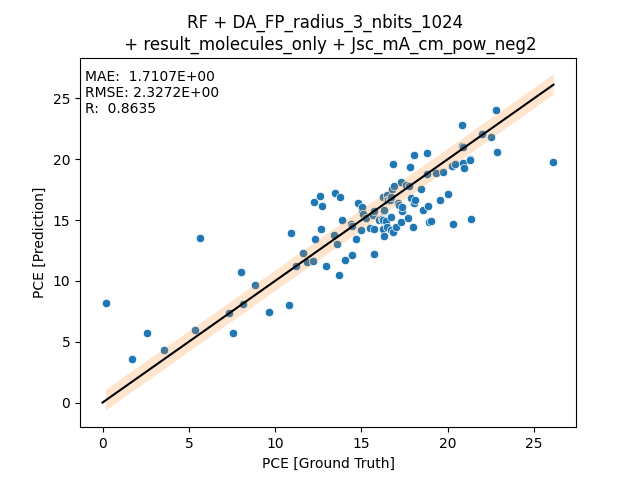 RF + DA_FP_radius_3_nbits_1024
+ result_molecules_only + Jsc_mA_cm_pow_neg2
MAE: 1.7107E+00
RMSE: 2.3272E+00
R: 0.8635
25
20
15
10
5
0
PCE [Prediction]
0 5 10 15 20 25
PCE [Ground Truth]